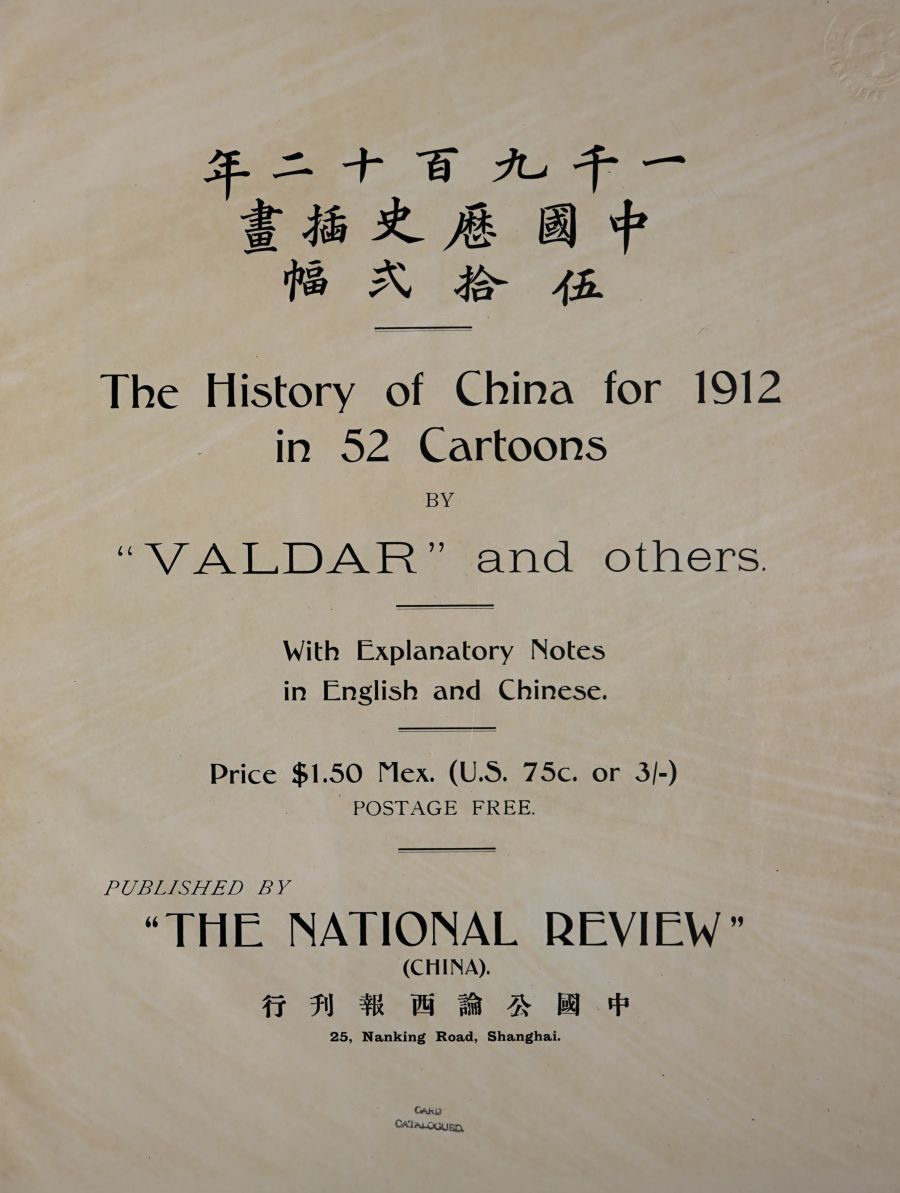 一千九百十二年
中國歷史插畫
伍拾弍幅
The History of China for 1912
in 52 Cartoons
BY
"VALDAR" and others.
With Explanatory Notes
in English and Chinese.
Price $1.50 Mex. (U.S. 75c. or 3/-)
POSTAGE FREE.
PUBLISHED BY
"THE NATIONAL REVIEW"
(CHINA).
中國公論西報刊行
25, Nanking Road, Shanghai.
CARD
CATALOGUED.